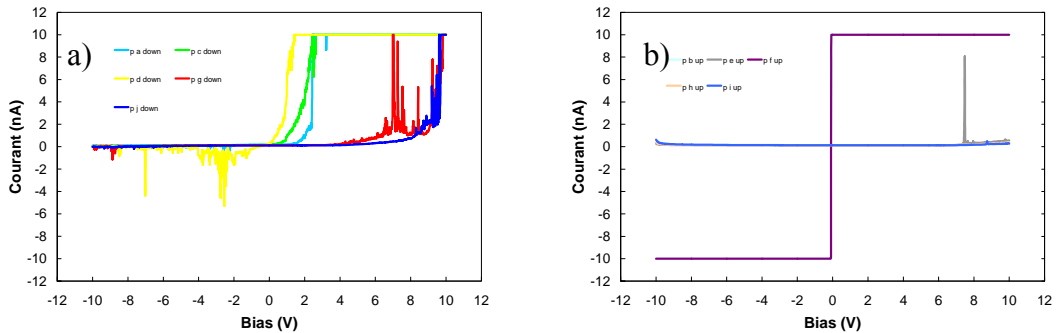 a)
p a down
p c down
p d down
p g down
p j down
Courant (nA)
12
10
8
6
4
2
0
-2
-4
-6
-8
-10
-12
-12 -10 -8 -6 -4 -2 0 2 4 6 8 10 12
Bias (V)
b)
p b up p e up p f up
p h up p i up
Courant (nA)
12
10
8
6
4
2
0
-2
-4
-6
-8
-10
-12
-12 -10 -8 -6 -4 -2 0 2 4 6 8 10 12
Bias (V)